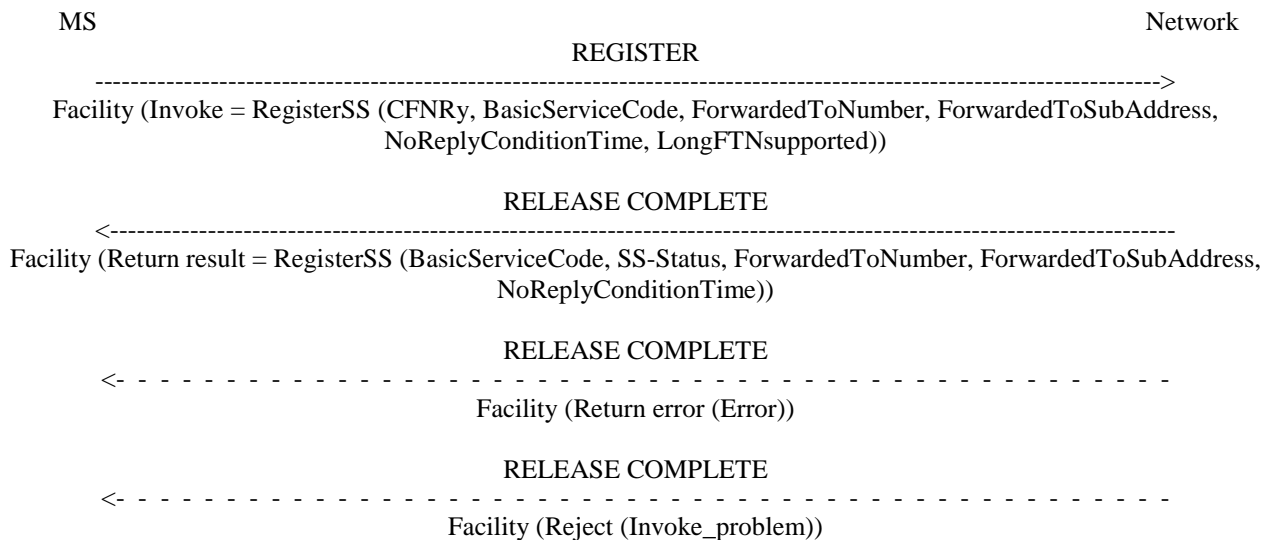 MS Network
REGISTER
------------------------------------------------------------------------------------------------------------------------>
Facility (Invoke = RegisterSS (CFNRy, BasicServiceCode, ForwardedToNumber, ForwardedToSubAddress,
NoReplyConditionTime, LongFTNsupported))
RELEASE COMPLETE
<------------------------------------------------------------------------------------------------------------------------
Facility (Return result = RegisterSS (BasicServiceCode, SS-Status, ForwardedToNumber, ForwardedToSubAddress,
NoReplyConditionTime))
RELEASE COMPLETE
<- - - - - - - - - - - - - - - - - - - - - - - - - - - - - - - - - - - - - - - - - - - - - - - - -
Facility (Return error (Error))
RELEASE COMPLETE
<- - - - - - - - - - - - - - - - - - - - - - - - - - - - - - - - - - - - - - - - - - - - - - - - -
Facility (Reject (Invoke_problem))